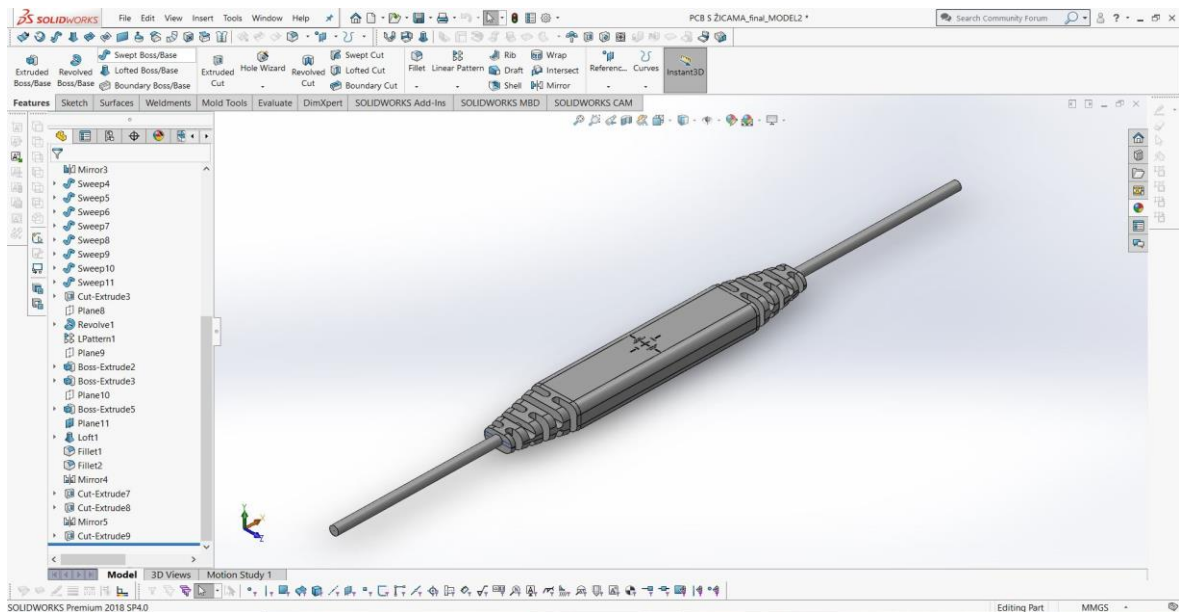 SOLIDWORKS File Edit View Insert Tools Window Help PCB S ŽICAMA_final_MODEL2 * Search Community Forum
Extruded Boss/Base Revolved Boss/Base Swept Boss/Base Lofted Boss/Base Boundary Boss/Base Extruded Cut Hole Wizard Revolved Cut Swept Cut Lofted Cut Boundary Cut Fillet Linear Pattern Rib Draft Shell Wrap Intersect Mirror Referenc... Curves Instant3D
Features Sketch Surfaces Weldments Mold Tools Evaluate DimXpert SOLIDWORKS Add-Ins SOLIDWORKS MBD SOLIDWORKS CAM
Mirror3
Sweep4
Sweep5
Sweep6
Sweep7
Sweep8
Sweep9
Sweep10
Sweep11
Cut-Extrude3
Plane8
Revolve1
LPattern1
Plane9
Boss-Extrude2
Boss-Extrude3
Plane10
Boss-Extrude5
Plane11
Loft1
Fillet1
Fillet2
Mirror4
Cut-Extrude7
Cut-Extrude8
Mirror5
Cut-Extrude9
Model 3D Views Motion Study 1
SOLIDWORKS Premium 2018 SP4.0 Editing Part MMGS